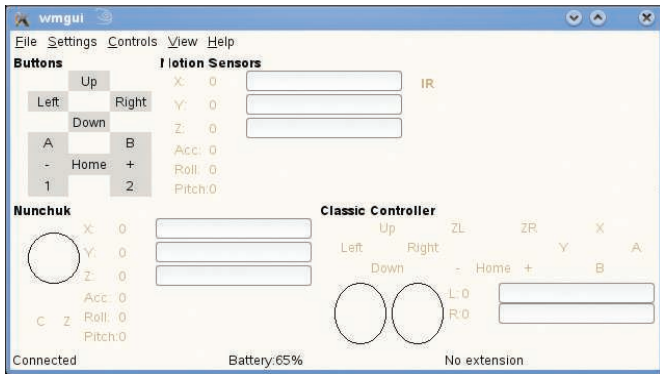 wmgui
File Settings Controls View Help
Buttons
Up
Left Right
Down
A B
- Home +
1 2
Motion Sensors
X: 0
Y: 0
Z: 0
Acc: 0
Roll: 0
Pitch:0
IR
Nunchuk
X: 0
Y: 0
Z: 0
Acc: 0
C Z Roll: 0
Pitch:0
Classic Controller
Up ZL ZR X
Left Right Y A
Down - Home + B
L:0
R:0
Connected Battery:65% No extension